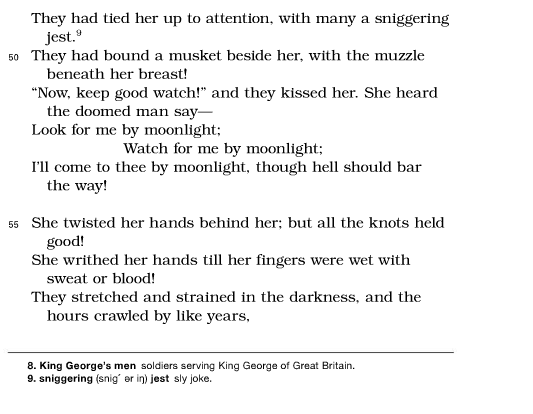 They had tied her up to attention, with many a sniggering
jest.⁹
50 They had bound a musket beside her, with the muzzle
beneath her breast!
“Now, keep good watch!” and they kissed her. She heard
the doomed man say—
Look for me by moonlight;
Watch for me by moonlight;
I’ll come to thee by moonlight, though hell should bar
the way!
55 She twisted her hands behind her; but all the knots held
good!
She writhed her hands till her fingers were wet with
sweat or blood!
They stretched and strained in the darkness, and the
hours crawled by like years,
8. King George’s men soldiers serving King George of Great Britain.
9. sniggering (snig´ ər iŋ) jest sly joke.